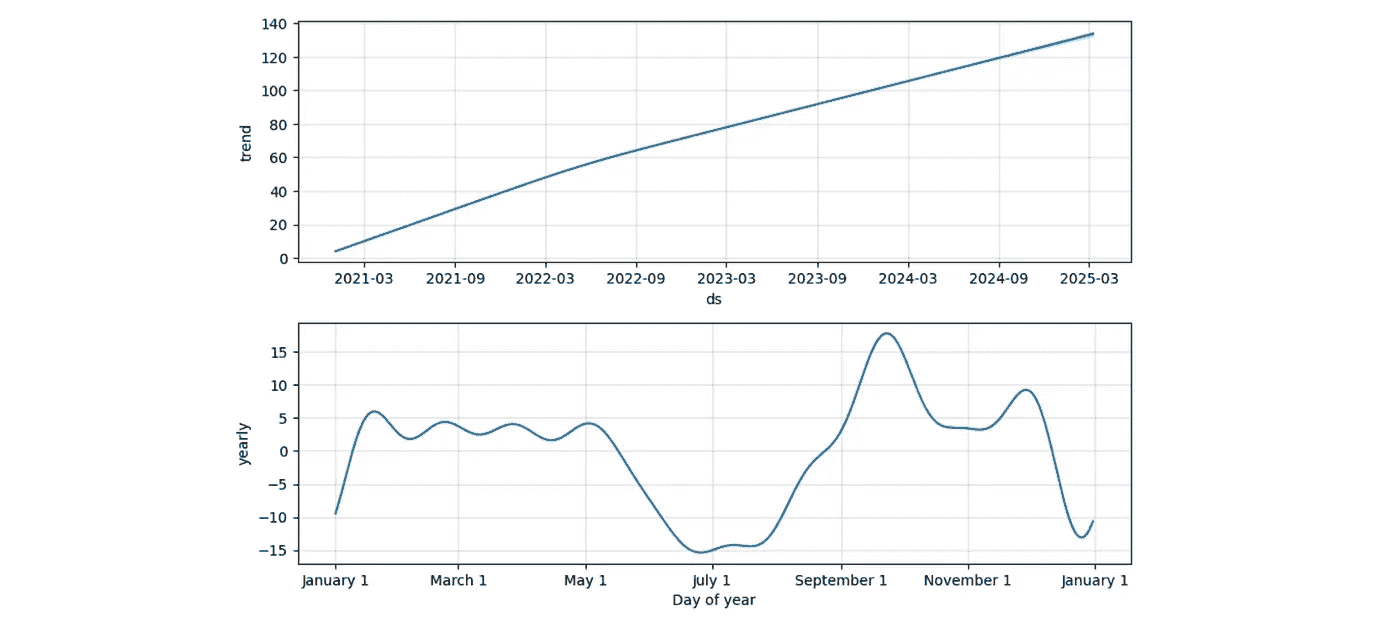 140
120
100
80
60
40
20
0
trend
2021-03 2021-09 2022-03 2022-09 2023-03 2023-09 2024-03 2024-09 2025-03
ds
15
10
5
0
−5
−10
−15
yearly
January 1 March 1 May 1 July 1 September 1 November 1 January 1
Day of year